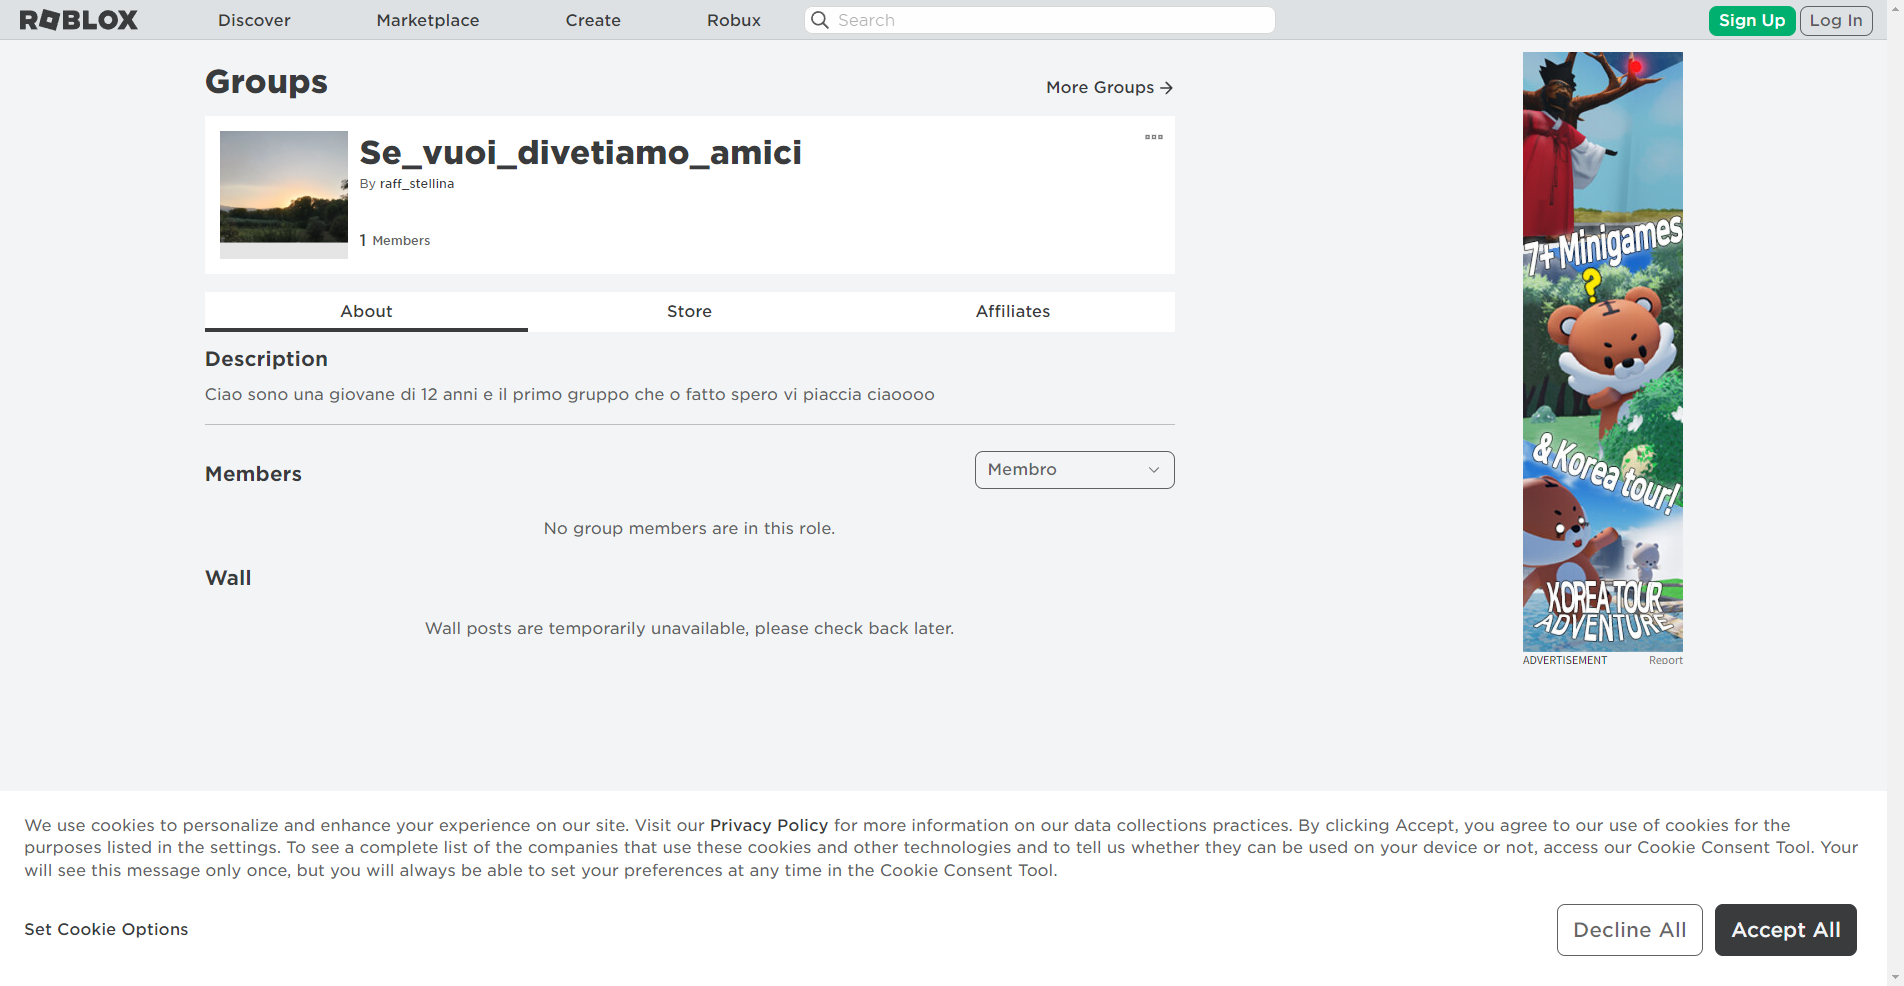 ROBLOX
Discover
Marketplace
Create
Robux
Search
Sign Up
Log In
Groups
More Groups
Se_vuoi_divetiamo_amici
By raff_stellina
1 Members
About
Store
Affiliates
Description
Ciao sono una giovane di 12 anni e il primo gruppo che o fatto spero vi piaccia ciaoooo
Members
Membro
No group members are in this role.
Wall
Wall posts are temporarily unavailable, please check back later.
7+ Minigames
?
& Korea tour!
KOREA TOUR
ADVENTURE
ADVERTISEMENT
Report
We use cookies to personalize and enhance your experience on our site. Visit our Privacy Policy for more information on our data collections practices. By clicking Accept, you agree to our use of cookies for the
purposes listed in the settings. To see a complete list of the companies that use these cookies and other technologies and to tell us whether they can be used on your device or not, access our Cookie Consent Tool. Your
will see this message only once, but you will always be able to set your preferences at any time in the Cookie Consent Tool.
Set Cookie Options
Decline All
Accept All